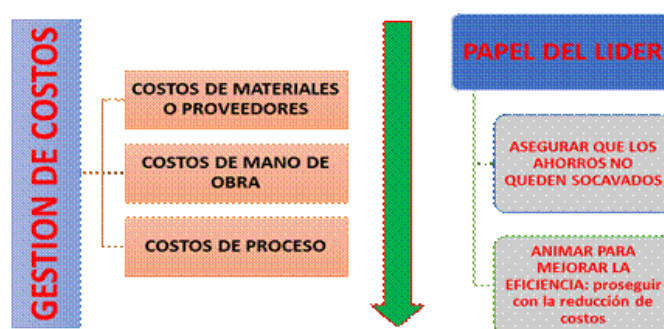 GESTION DE COSTOS
COSTOS DE MATERIALES
O PROVEEDORES
COSTOS DE MANO DE
OBRA
COSTOS DE PROCESO
PAPEL DEL LIDER
ASEGURAR QUE LOS
AHORROS NO
QUEDEN SOCAVADOS
ANIMAR PARA
MEJORAR LA
EFICIENCIA: proseguir
con la reducción de
costos